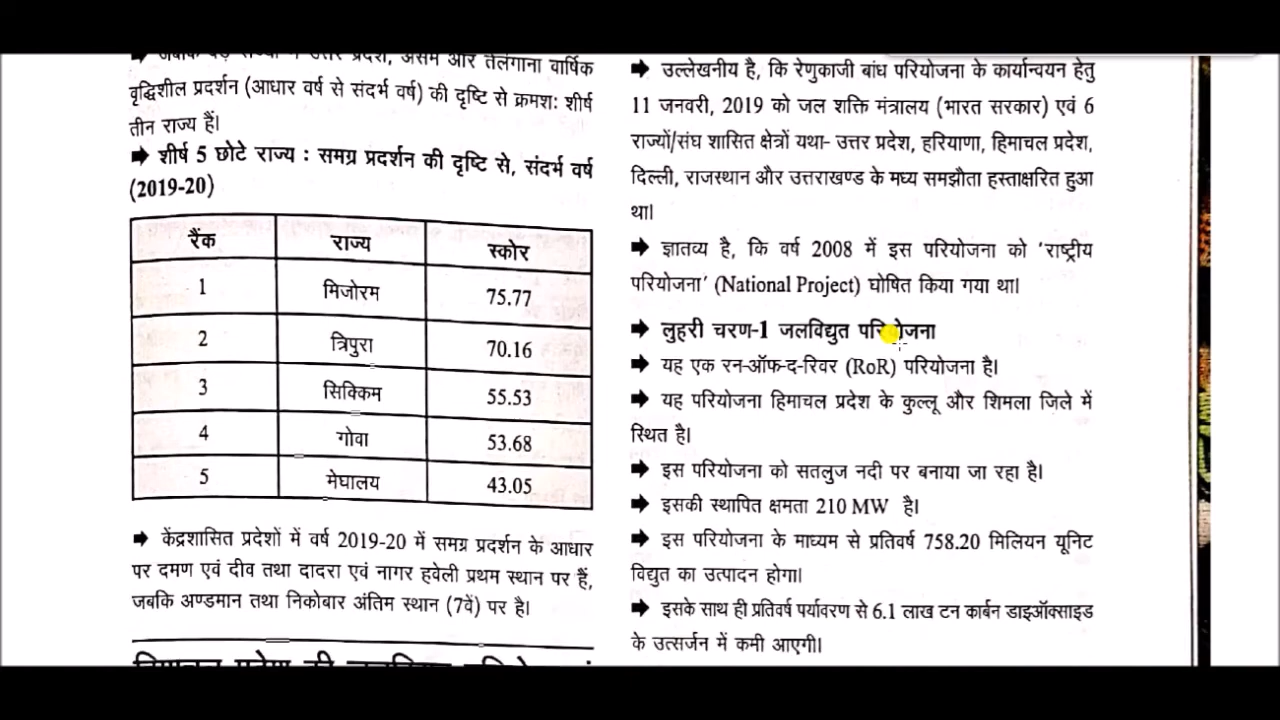 वृद्धिशील प्रदर्शन (आधार वर्ष से संदर्भ वर्ष) की दृष्टि से क्रमशः शीर्ष
तीन राज्य हैं।
➡ शीर्ष 5 छोटे राज्य : समग्र प्रदर्शन की दृष्टि से, संदर्भ वर्ष
(2019-20)
रैंक राज्य स्कोर
1 मिजोरम 75.77
2 त्रिपुरा 70.16
3 सिक्किम 55.53
4 गोवा 53.68
5 मेघालय 43.05
➡ केंद्रशासित प्रदेशों में वर्ष 2019-20 में समग्र प्रदर्शन के आधार
पर दमण एवं दीव तथा दादरा एवं नागर हवेली प्रथम स्थान पर हैं,
जबकि अण्डमान तथा निकोबार अंतिम स्थान (7वें) पर है।
➡ उल्लेखनीय है, कि रेणुकाजी बांध परियोजना के कार्यान्वयन हेतु
11 जनवरी, 2019 को जल शक्ति मंत्रालय (भारत सरकार) एवं 6
राज्यों/संघ शासित क्षेत्रों यथा- उत्तर प्रदेश, हरियाणा, हिमाचल प्रदेश,
दिल्ली, राजस्थान और उत्तराखण्ड के मध्य समझौता हस्ताक्षरित हुआ
था।
➡ ज्ञातव्य है, कि वर्ष 2008 में इस परियोजना को ‘राष्ट्रीय
परियोजना’ (National Project) घोषित किया गया था।
➡ लुहरी चरण-1 जलविद्युत परियोजना
➡ यह एक रन-ऑफ-द-रिवर (RoR) परियोजना है।
➡ यह परियोजना हिमाचल प्रदेश के कुल्लू और शिमला जिले में
स्थित है।
➡ इस परियोजना को सतलुज नदी पर बनाया जा रहा है।
➡ इसकी स्थापित क्षमता 210 MW है।
➡ इस परियोजना के माध्यम से प्रतिवर्ष 758.20 मिलियन यूनिट
विद्युत का उत्पादन होगा।
➡ इसके साथ ही प्रतिवर्ष पर्यावरण से 6.1 लाख टन कार्बन डाइऑक्साइड
के उत्सर्जन में कमी आएगी।